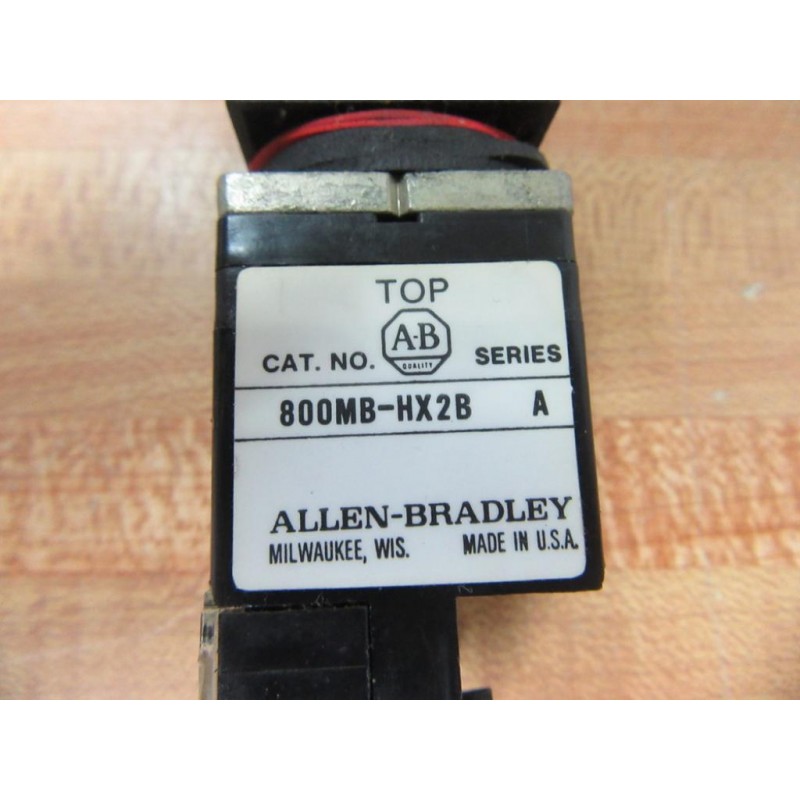 TOP
A-B
QUALITY
CAT. NO. SERIES
800MB-HX2B A
ALLEN-BRADLEY
MILWAUKEE, WIS. MADE IN U.S.A.